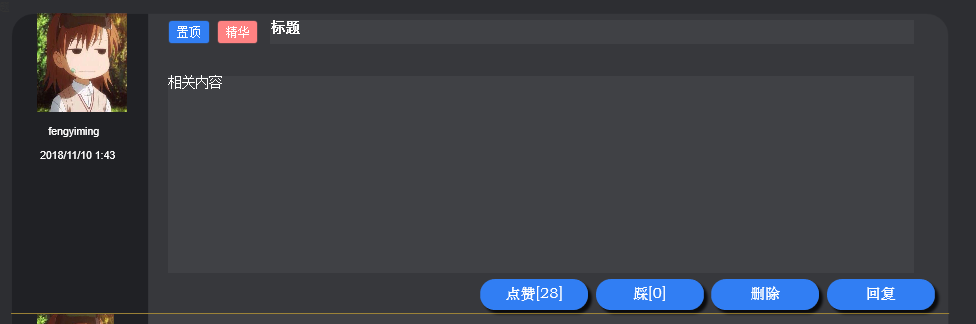 置顶 精华 标题
相关内容
fengyiming
2018/11/10 1:43
点赞[28] 踩[0] 删除 回复